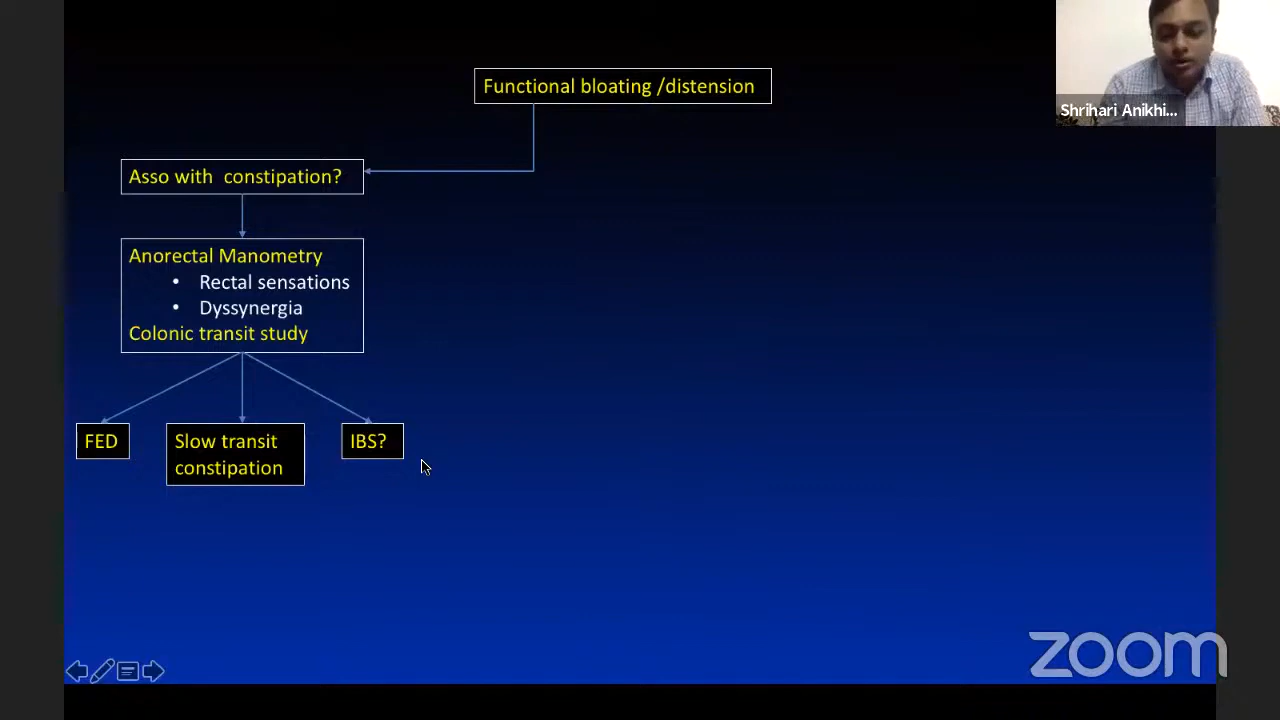 Functional bloating /distension
Shrihari Anikhi...
Asso with constipation?
Anorectal Manometry
• Rectal sensations
• Dyssynergia
Colonic transit study
FED
Slow transit
constipation
IBS?
zoom